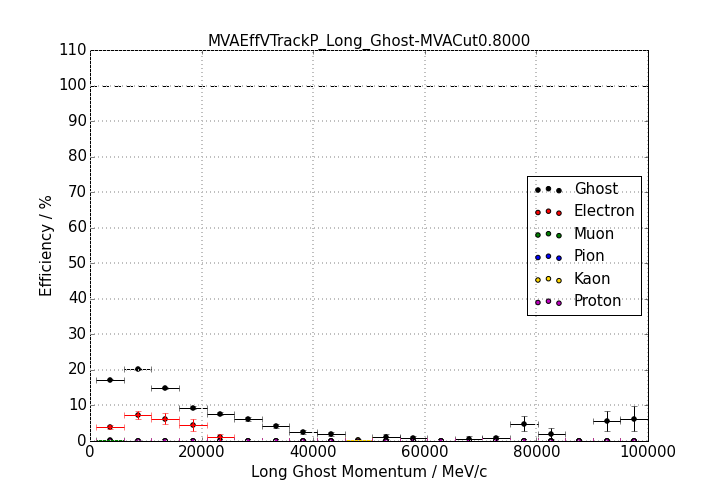 MVAEffVTrackP_Long_Ghost-MVACut0.8000
110
100
90
80
70
60
50
40
30
20
10
0
Efficiency / %
Ghost
Electron
Muon
Pion
Kaon
Proton
0 20000 40000 60000 80000 100000
Long Ghost Momentum / MeV/c